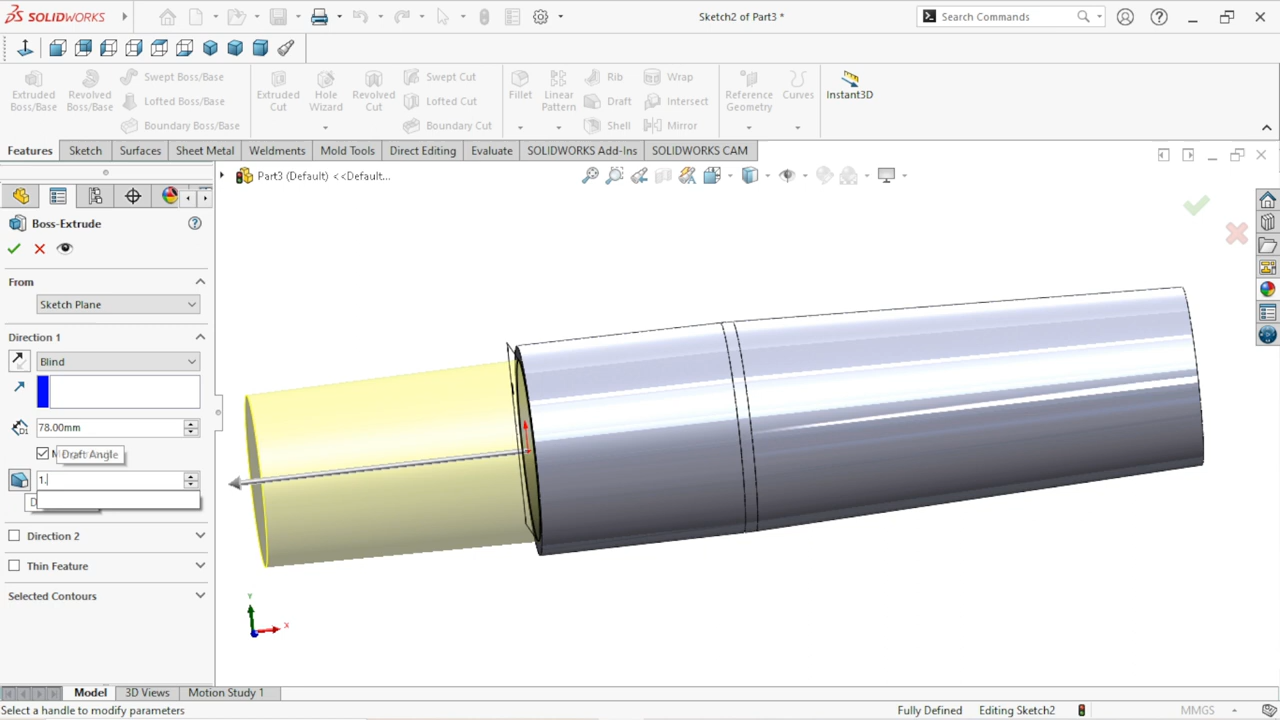 SOLIDWORKS
Sketch2 of Part3 *
Search Commands
Extruded Boss/Base
Revolved Boss/Base
Swept Boss/Base
Lofted Boss/Base
Boundary Boss/Base
Extruded Cut
Hole Wizard
Revolved Cut
Swept Cut
Lofted Cut
Boundary Cut
Fillet
Linear Pattern
Rib
Draft
Shell
Wrap
Intersect
Mirror
Reference Geometry
Curves
Instant3D
Features
Sketch
Surfaces
Sheet Metal
Weldments
Mold Tools
Direct Editing
Evaluate
SOLIDWORKS Add-Ins
SOLIDWORKS CAM
Part3 (Default) <<Default...
Boss-Extrude
From
Sketch Plane
Direction 1
Blind
78.00mm
Draft Angle
1.
Direction 2
Thin Feature
Selected Contours
Y
X
Model
3D Views
Motion Study 1
Select a handle to modify parameters
Fully Defined
Editing Sketch2
MMGS